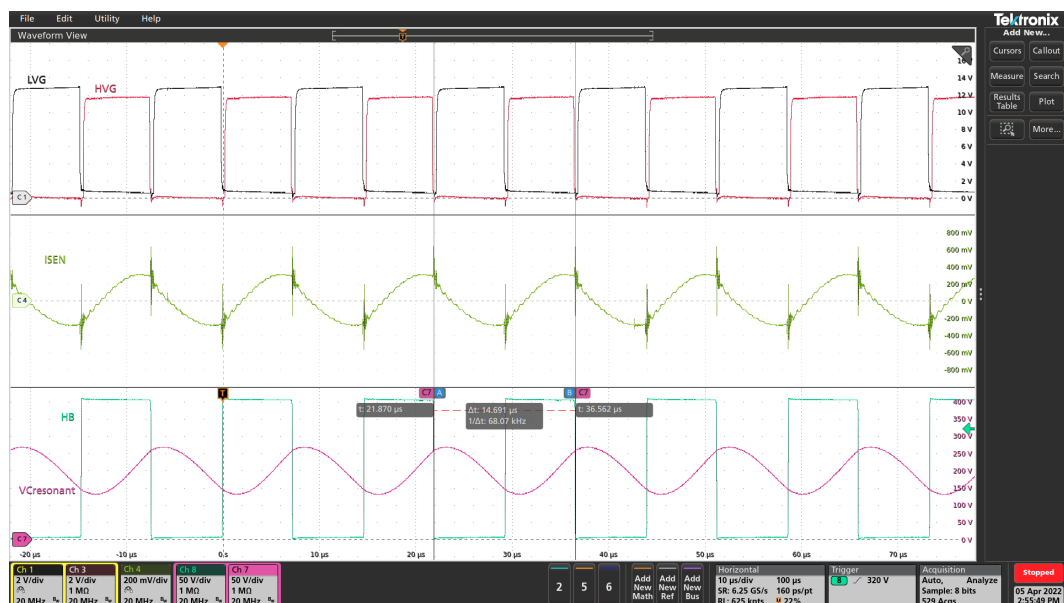 File Edit Utility Help
Tektronix
Waveform View
Add New...
Cursors Callout
Measure Search
Results Table Plot
More...
LVG
HVG
16 V
14 V
12 V
10 V
8 V
6 V
4 V
2 V
0 V
C 1
800 mV
600 mV
400 mV
200 mV
0 V
-200 mV
-400 mV
-600 mV
-800 mV
ISEN
C 4
T
C7 A
B C7
t: 21.870 µs
Δt: 14.691 µs
1/Δt: 68.07 kHz
t: 36.562 µs
HB
VCresonant
400 V
350 V
300 V
250 V
200 V
150 V
100 V
50 V
0 V
C 7
-20 µs -10 µs 0 s 10 µs 20 µs 30 µs 40 µs 50 µs 60 µs 70 µs
Ch 1
2 V/div
20 MHz
Ch 3
2 V/div
1 MΩ
20 MHz
Ch 4
200 mV/div
20 MHz
Ch 8
50 V/div
1 MΩ
20 MHz
Ch 7
50 V/div
1 MΩ
20 MHz
2 5 6
Add New Math
Add New Ref
Add New Bus
Horizontal
10 µs/div 100 µs
SR: 6.25 GS/s 160 ps/pt
RL: 625 kpts 22%
Trigger
8 320 V
Acquisition
Auto, Analyze
Sample: 8 bits
529 Acqs
Stopped
05 Apr 2022
2:55:49 PM